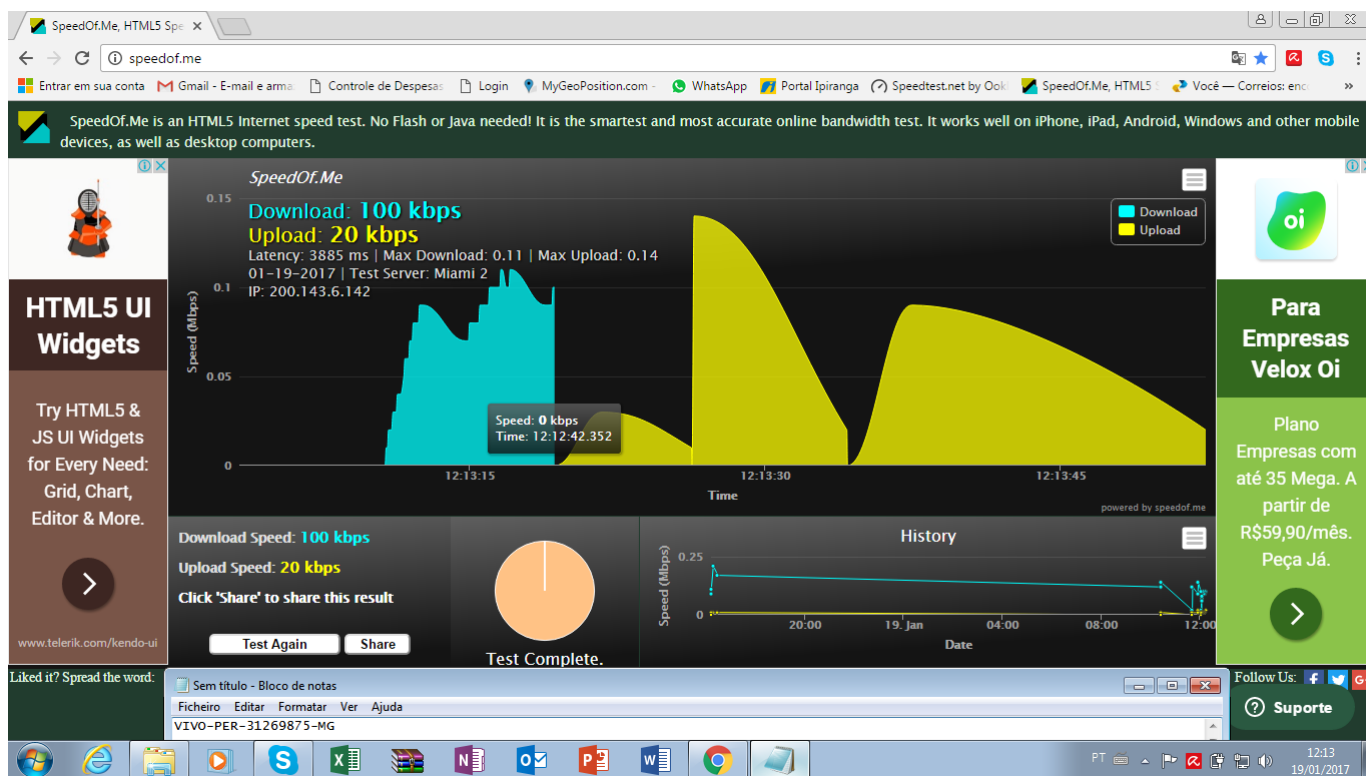 SpeedOf.Me, HTML5 Spe
speedof.me
Entrar em sua conta Gmail - E-mail e arma Controle de Despesas Login MyGeoPosition.com - WhatsApp Portal Ipiranga Speedtest.net by Ookl SpeedOf.Me, HTML5 S Você — Correios: enc »
SpeedOf.Me is an HTML5 Internet speed test. No Flash or Java needed! It is the smartest and most accurate online bandwidth test. It works well on iPhone, iPad, Android, Windows and other mobile
devices, as well as desktop computers.
HTML5 UI
Widgets
Try HTML5 &
JS UI Widgets
for Every Need:
Grid, Chart,
Editor & More.
www.telerik.com/kendo-ui
SpeedOf.Me
Download: 100 kbps
Upload: 20 kbps
Latency: 3885 ms | Max Download: 0.11 | Max Upload: 0.14
01-19-2017 | Test Server: Miami 2
IP: 200.143.6.142
Download
Upload
Speed (Mbps)
0.15
0.1
0.05
0
Speed: 0 kbps
Time: 12:12:42.352
12:13:15 12:13:30 12:13:45
Time
powered by speedof.me
oi
Para
Empresas
Velox Oi
Plano
Empresas com
até 35 Mega. A
partir de
R$59,90/mês.
Peça Já.
Download Speed: 100 kbps
Upload Speed: 20 kbps
Click 'Share' to share this result
Test Again Share
Test Complete.
History
Speed (Mbps)
0.25
0
20:00 19. Jan 04:00 08:00 12:00
Date
Liked it? Spread the word:
Follow Us:
Suporte
Sem título - Bloco de notas
Ficheiro Editar Formatar Ver Ajuda
VIVO-PER-31269875-MG
PT
12:13
19/01/2017